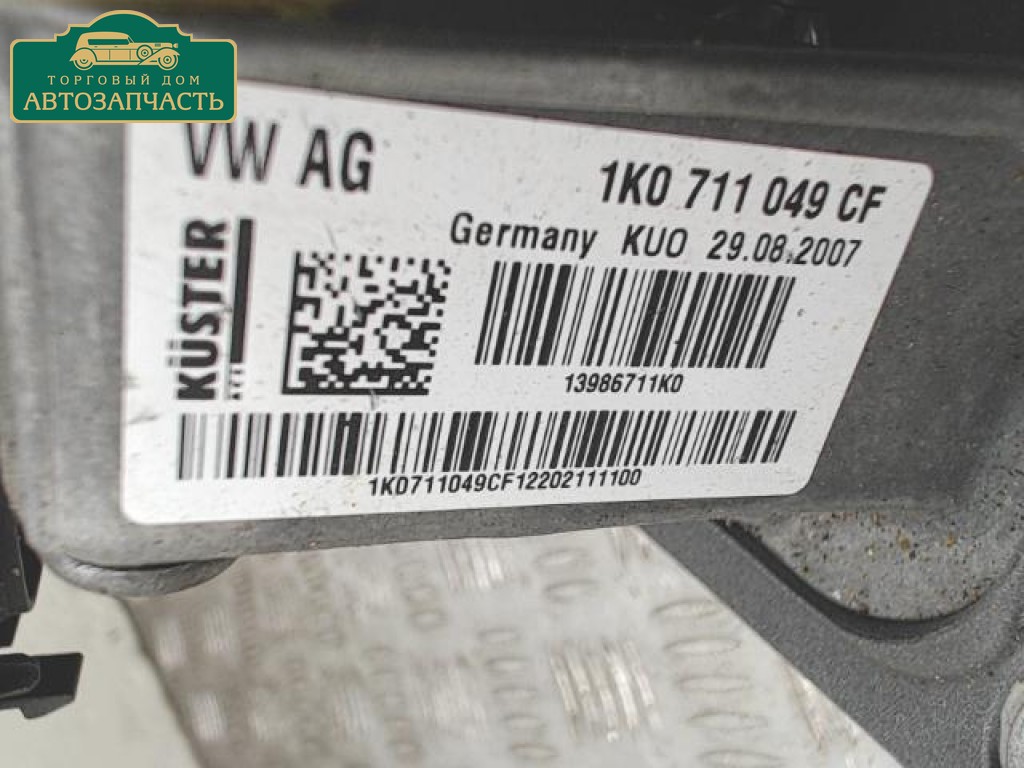 ТОРГОВЫЙ ДОМ
АВТОЗАПЧАСТЬ
VW AG
1K0 711 049 CF
Germany KUO 29.08.2007
KÜSTER
13986711K0
1K0711049CF12202111100